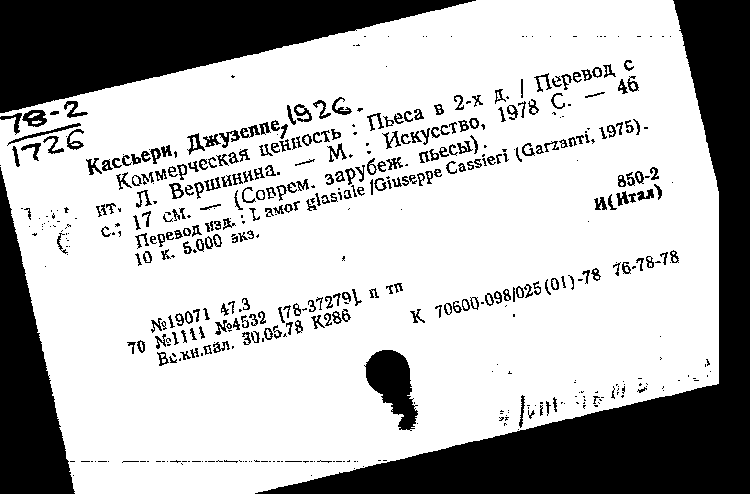 78-2
1726
Кассьери, Джузеппе, 1926.
Коммерческая ценность : Пьеса в 2-х д. / Перевод с
ит. Л. Вершинина. — М. : Искусство, 1978 С. — 46
с.; 17 см. — (Соврем. зарубеж. пьесы).
Перевод изд. : L amor glasiale /Giuseppe Cassieri (Garzanti, 1975).
10 к. 5.000 экз.
850-2
И(Итал)
№19071 47.3
70 №1111 №4532 [78-37279]. п тп
Вс.кн.пал. 30.05.78 К286
К 70600-098/025(01)-78 76-78-78